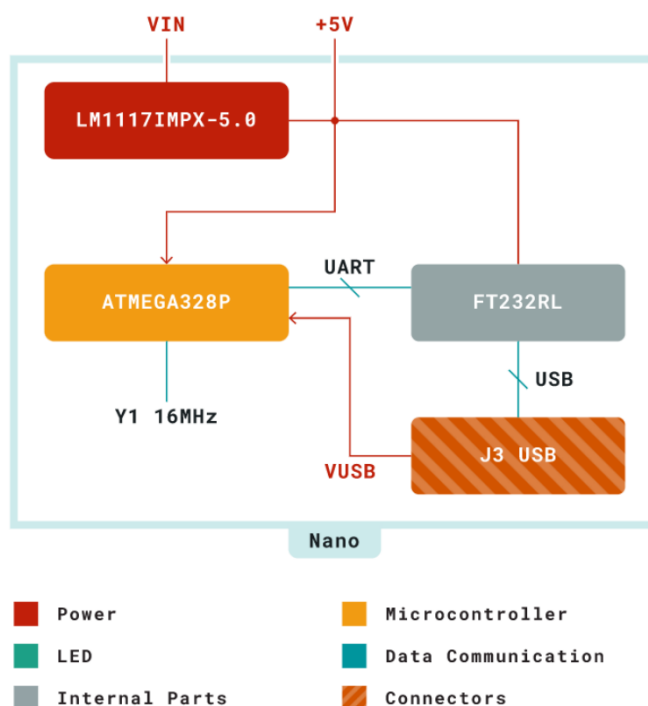 VIN
+5V
LM1117IMPX-5.0
UART
ATMEGA328P
FT232RL
USB
Y1 16MHz
J3 USB
VUSB
Nano
Power
Microcontroller
LED
Data Communication
Internal Parts
Connectors